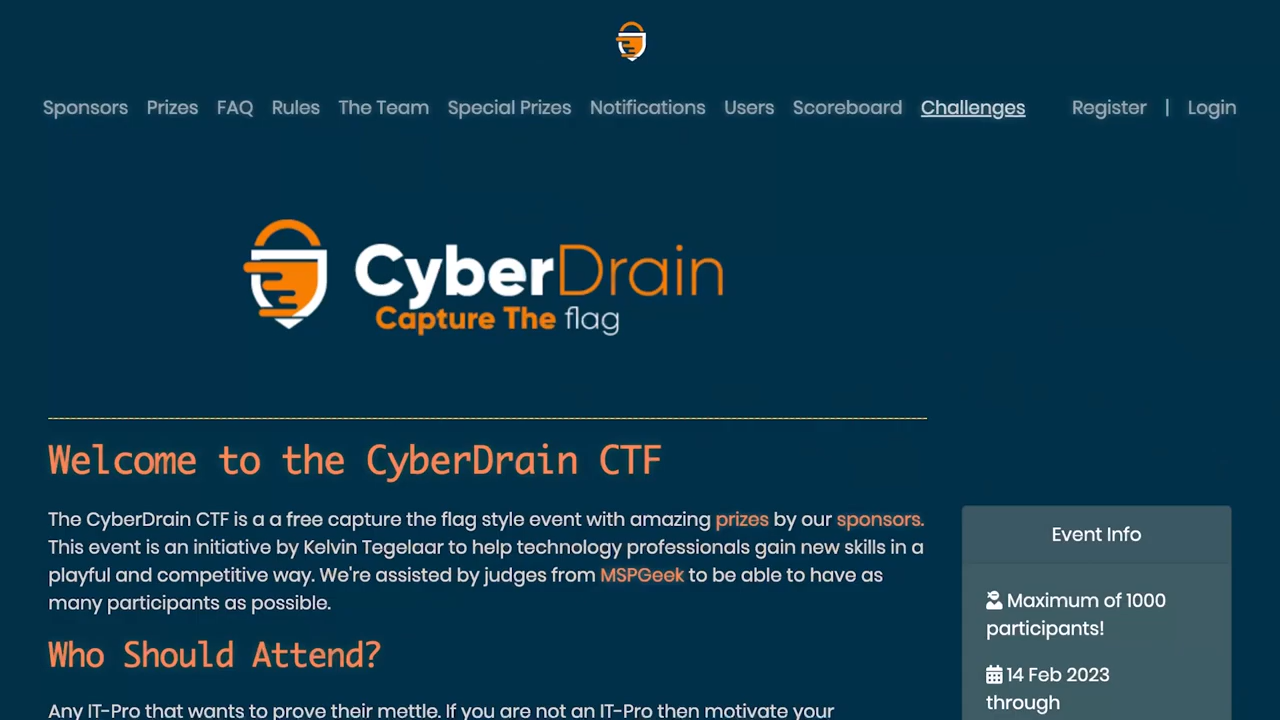 Sponsors Prizes FAQ Rules The Team Special Prizes Notifications Users Scoreboard Challenges Register | Login
CyberDrain
Capture The flag
Welcome to the CyberDrain CTF
The CyberDrain CTF is a a free capture the flag style event with amazing prizes by our sponsors.
This event is an initiative by Kelvin Tegelaar to help technology professionals gain new skills in a
playful and competitive way. We're assisted by judges from MSPGeek to be able to have as
many participants as possible.
Who Should Attend?
Any IT-Pro that wants to prove their mettle. If you are not an IT-Pro then motivate your
Event Info
Maximum of 1000
participants!
14 Feb 2023
through